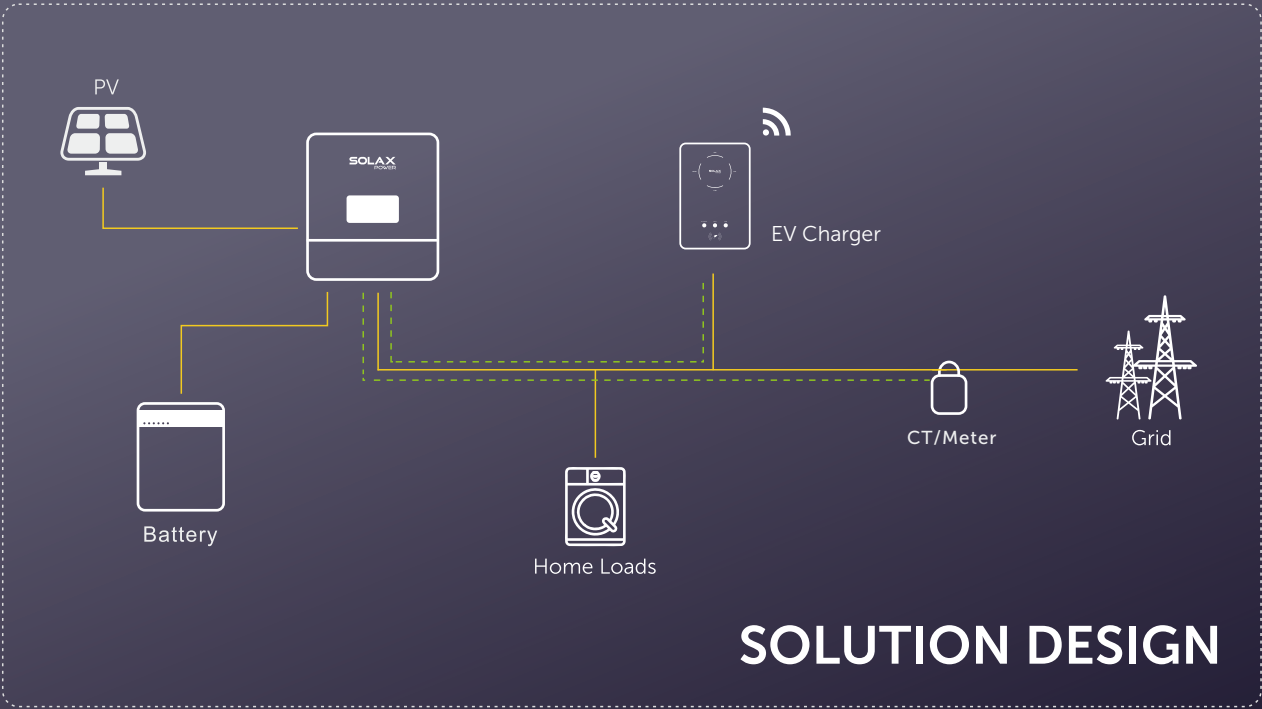 PV
SOLAX
POWER
EV Charger
CT/Meter
Grid
Battery
Home Loads
SOLUTION DESIGN